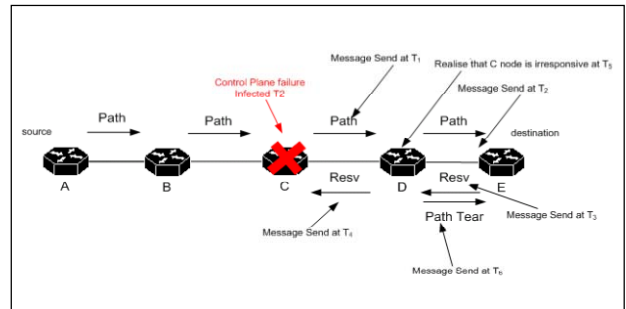 Message Send at T1
Realise that C node is irresponsive at T5
Control Plane failure
Infected T2
Message Send at T2
Path
Path
Path
Path
source
destination
A
B
C
D
E
Resv
Resv
Message Send at T4
Path Tear
Message Send at T3
Message Send at T6